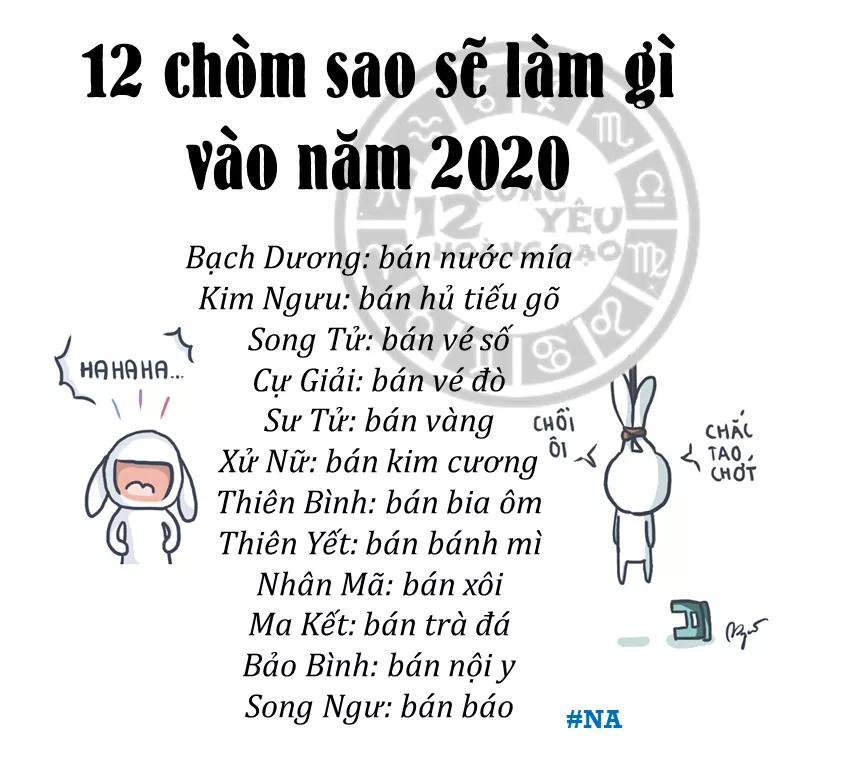 12 chòm sao sẽ làm gì
vào năm 2020
12 CUNG
YÊU
HOÀNG ĐẠO
Bạch Dương: bán nước mía
Kim Ngưu: bán hủ tiếu gõ
Song Tử: bán vé số
Cự Giải: bán vé đò
Sư Tử: bán vàng
Xử Nữ: bán kim cương
Thiên Bình: bán bia ôm
Thiên Yết: bán bánh mì
Nhân Mã: bán xôi
Ma Kết: bán trà đá
Bảo Bình: bán nội y
Song Ngư: bán báo
HAHAHA...
CHỒI
ÔI
CHẮC
TAO
CHỚT
#NA